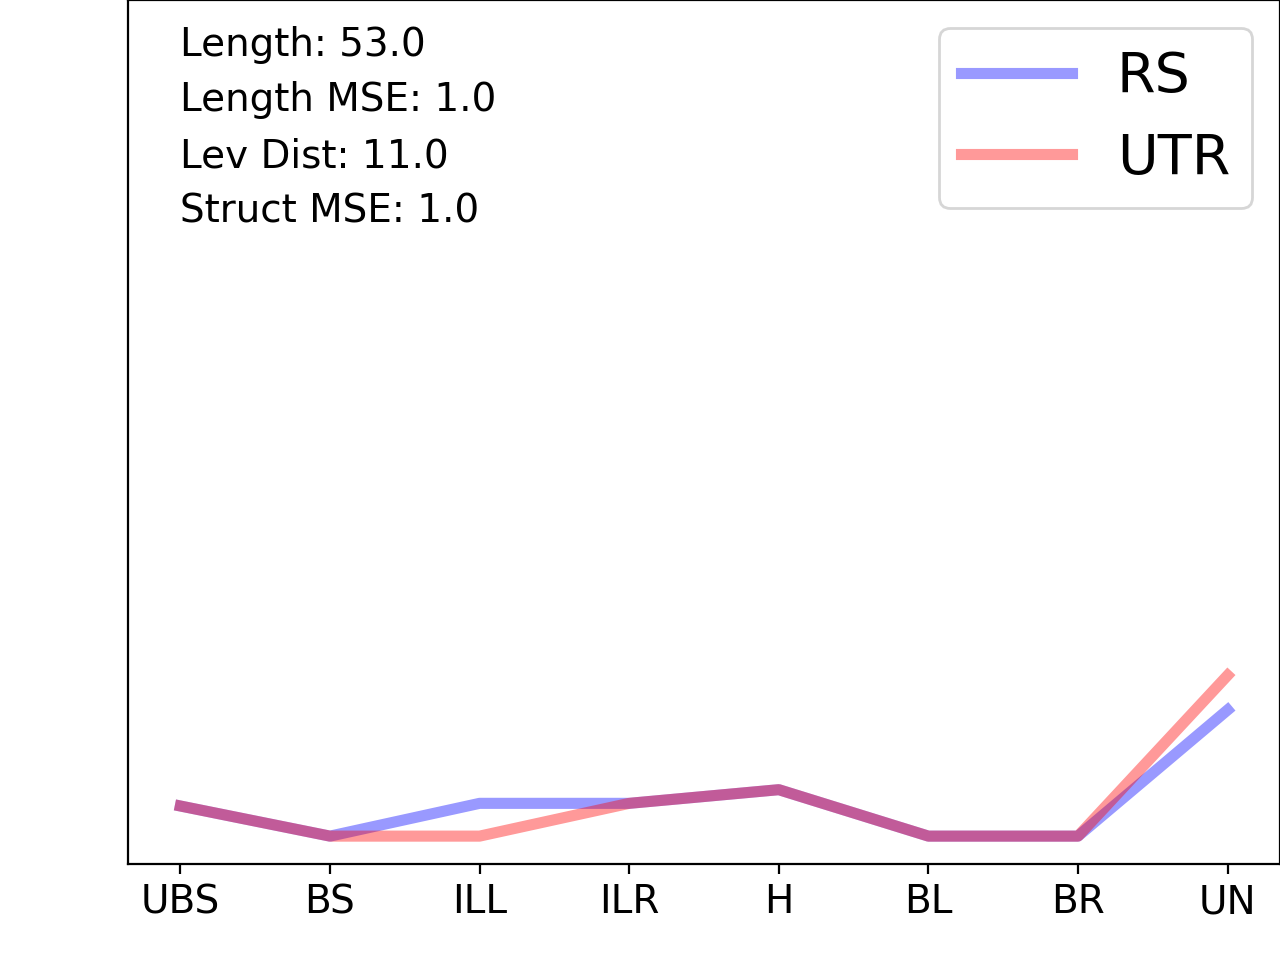 Length: 53.0
Length MSE: 1.0
Lev Dist: 11.0
Struct MSE: 1.0
RS
UTR
UBS BS ILL ILR H BL BR UN